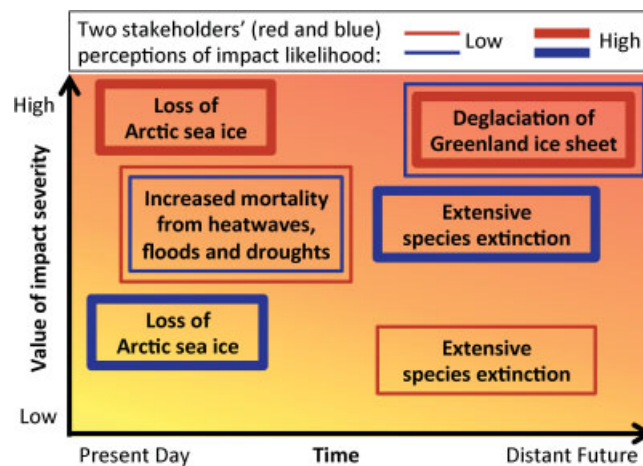 Two stakeholders' (red and blue)
perceptions of impact likelihood:
Low
High
High
Value of impact severity
Low
Loss of
Arctic sea ice
Deglaciation of
Greenland ice sheet
Increased mortality
from heatwaves,
floods and droughts
Extensive
species extinction
Loss of
Arctic sea ice
Extensive
species extinction
Present Day
Time
Distant Future